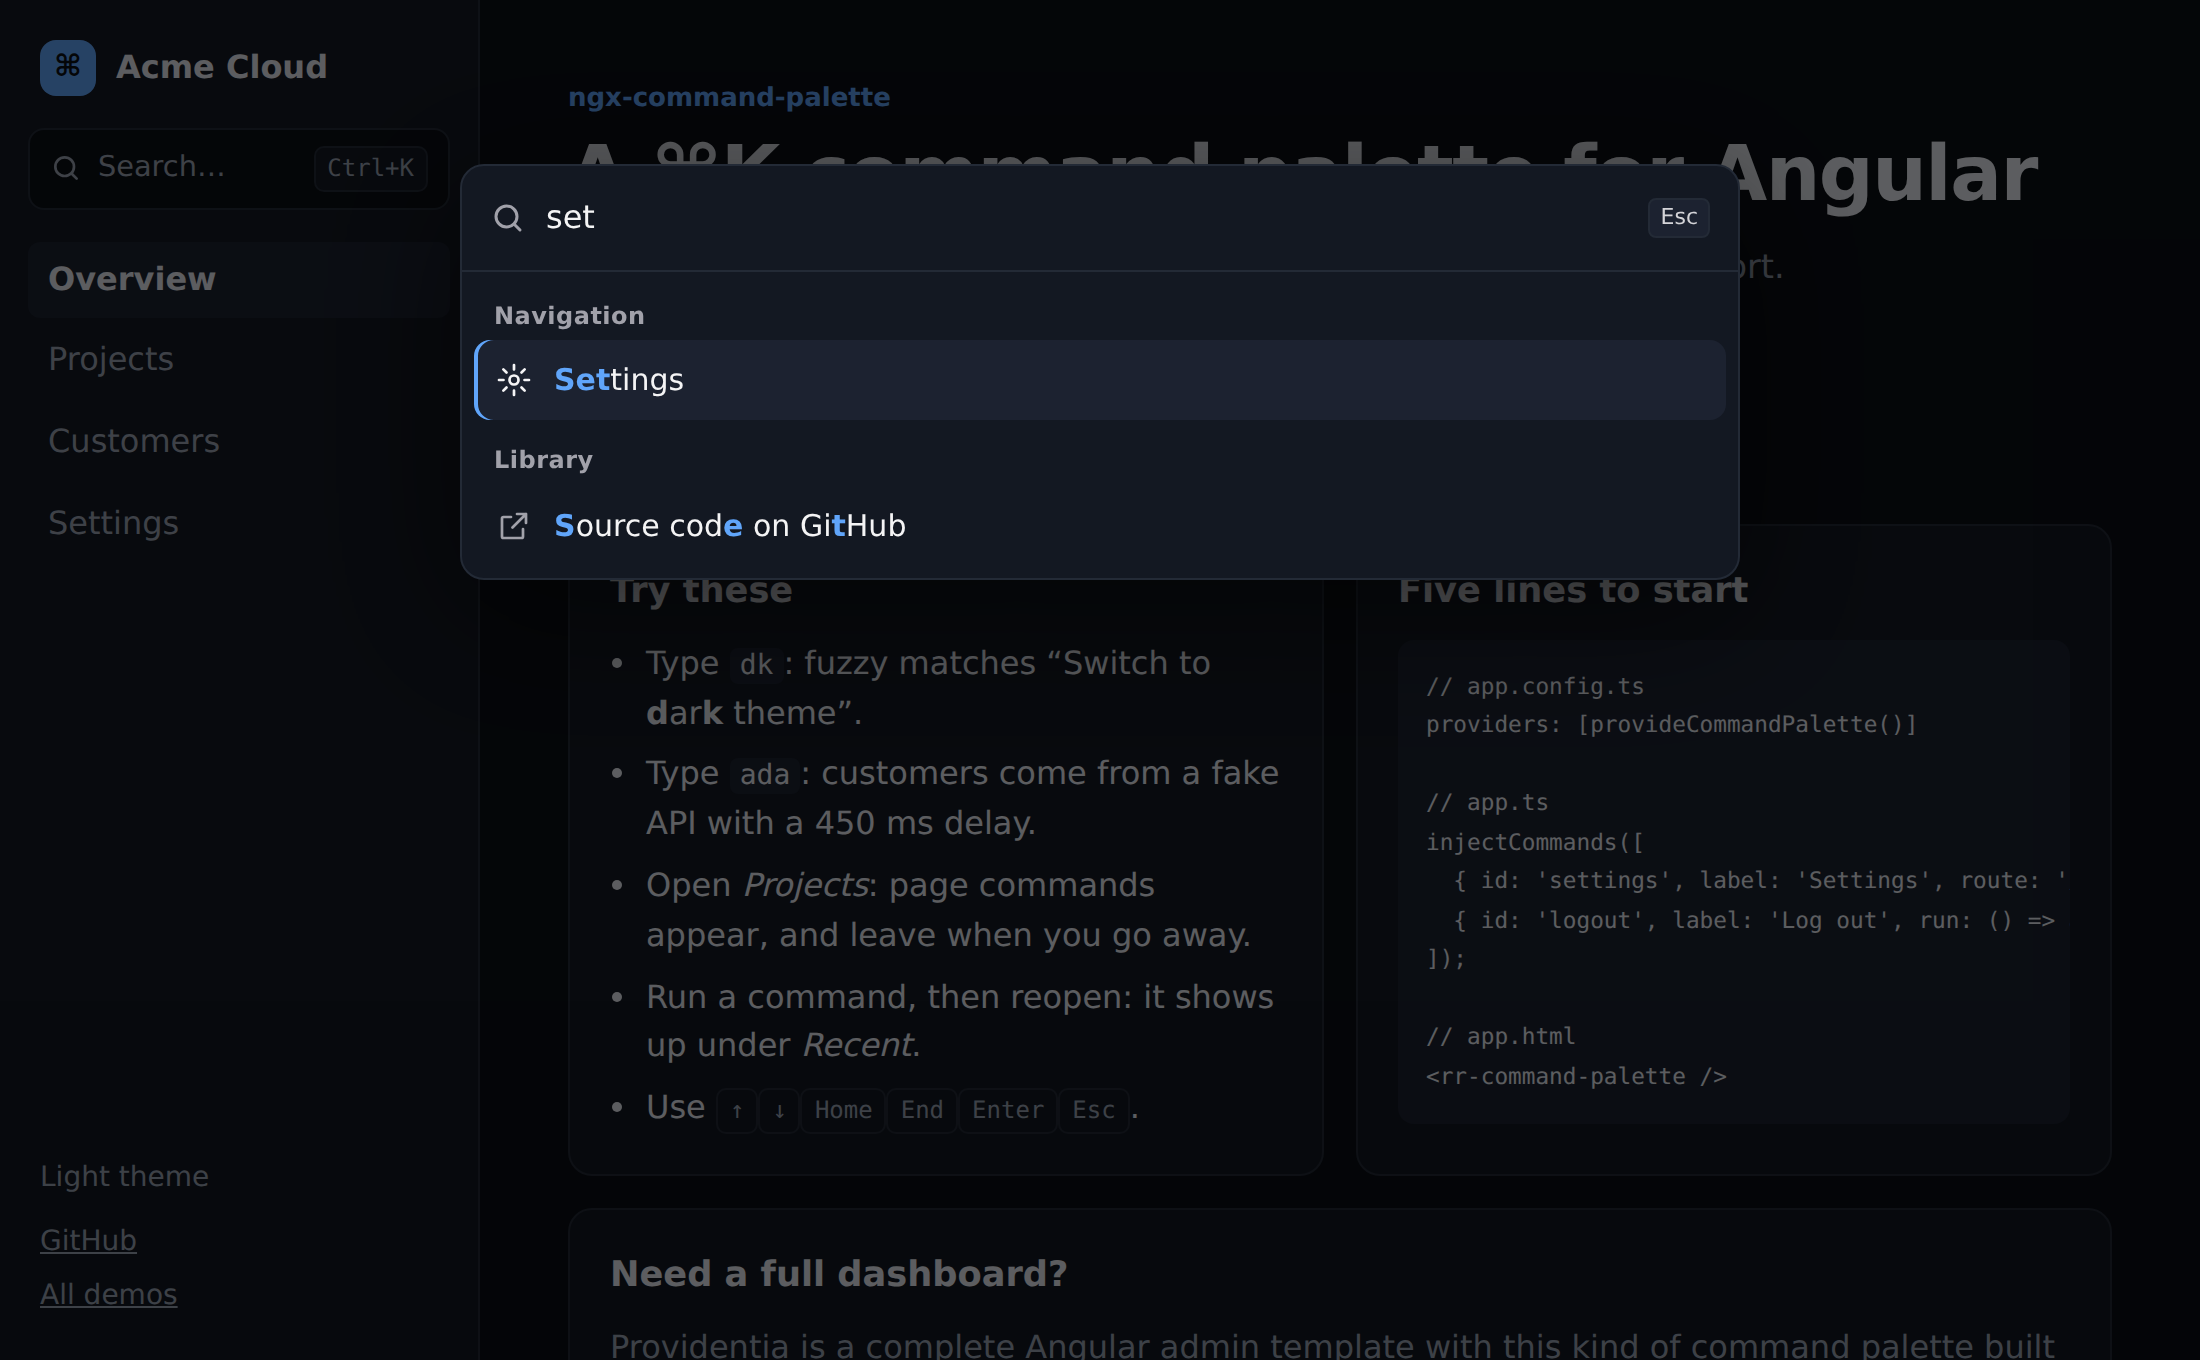 ⌘ Acme Cloud
Search... Ctrl+K
Overview
Projects
Customers
Settings
Light theme
GitHub
All demos
ngx-command-palette
A ⌘K command palette for Angular
set Esc
Navigation
Settings
Library
Source code on GitHub
Try these
Type dk: fuzzy matches “Switch to
dark theme”.
Type ada: customers come from a fake
API with a 450 ms delay.
Open Projects: page commands
appear, and leave when you go away.
Run a command, then reopen: it shows
up under Recent.
Use ↑ ↓ Home End Enter Esc.
Five lines to start
// app.config.ts
providers: [provideCommandPalette()]
// app.ts
injectCommands([
{ id: 'settings', label: 'Settings', route: '
{ id: 'logout', label: 'Log out', run: () =>
]);
// app.html
<rr-command-palette />
Need a full dashboard?
Providentia is a complete Angular admin template with this kind of command palette built